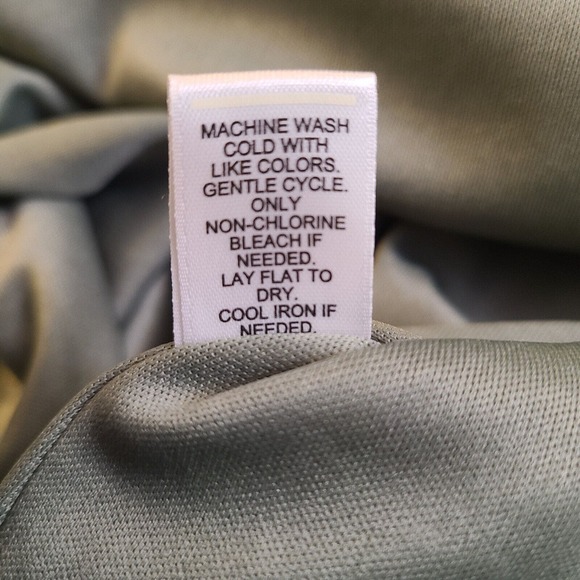 MACHINE WASH
COLD WITH
LIKE COLORS.
GENTLE CYCLE.
ONLY
NON-CHLORINE
BLEACH IF
NEEDED.
LAY FLAT TO
DRY.
COOL IRON IF
NEEDED.